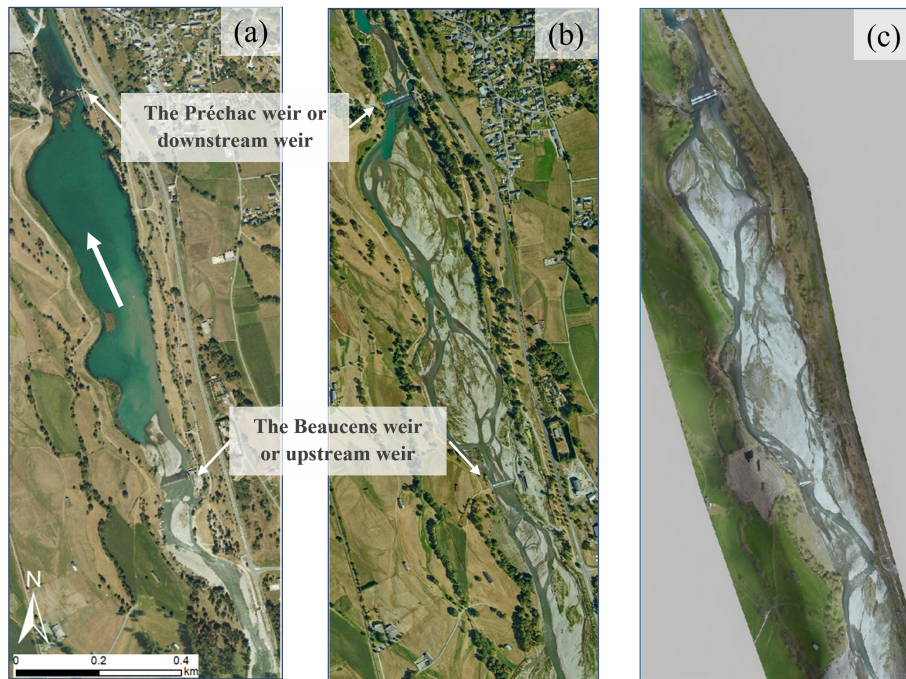 (a)
(b)
(c)
The Préchac weir or
downstream weir
The Beaucens weir
or upstream weir
N
0 0.2 0.4
km